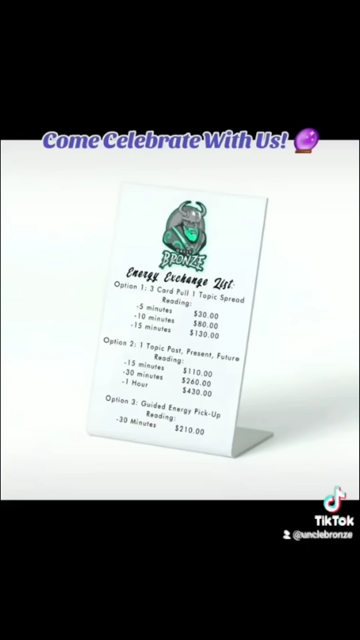 Come Celebrate With Us! 🔮
BRONZE
Energy Exchange List:
Option 1: 3 Card Pull 1 Topic Spread
Reading:
-5 minutes $30.00
-10 minutes $80.00
-15 minutes $130.00
Option 2: 1 Topic Past, Present, Future
Reading:
-15 minutes $110.00
-30 minutes $260.00
-1 Hour $430.00
Option 3: Guided Energy Pick-Up
Reading:
-30 Minutes $210.00
TikTok
@unclebronze